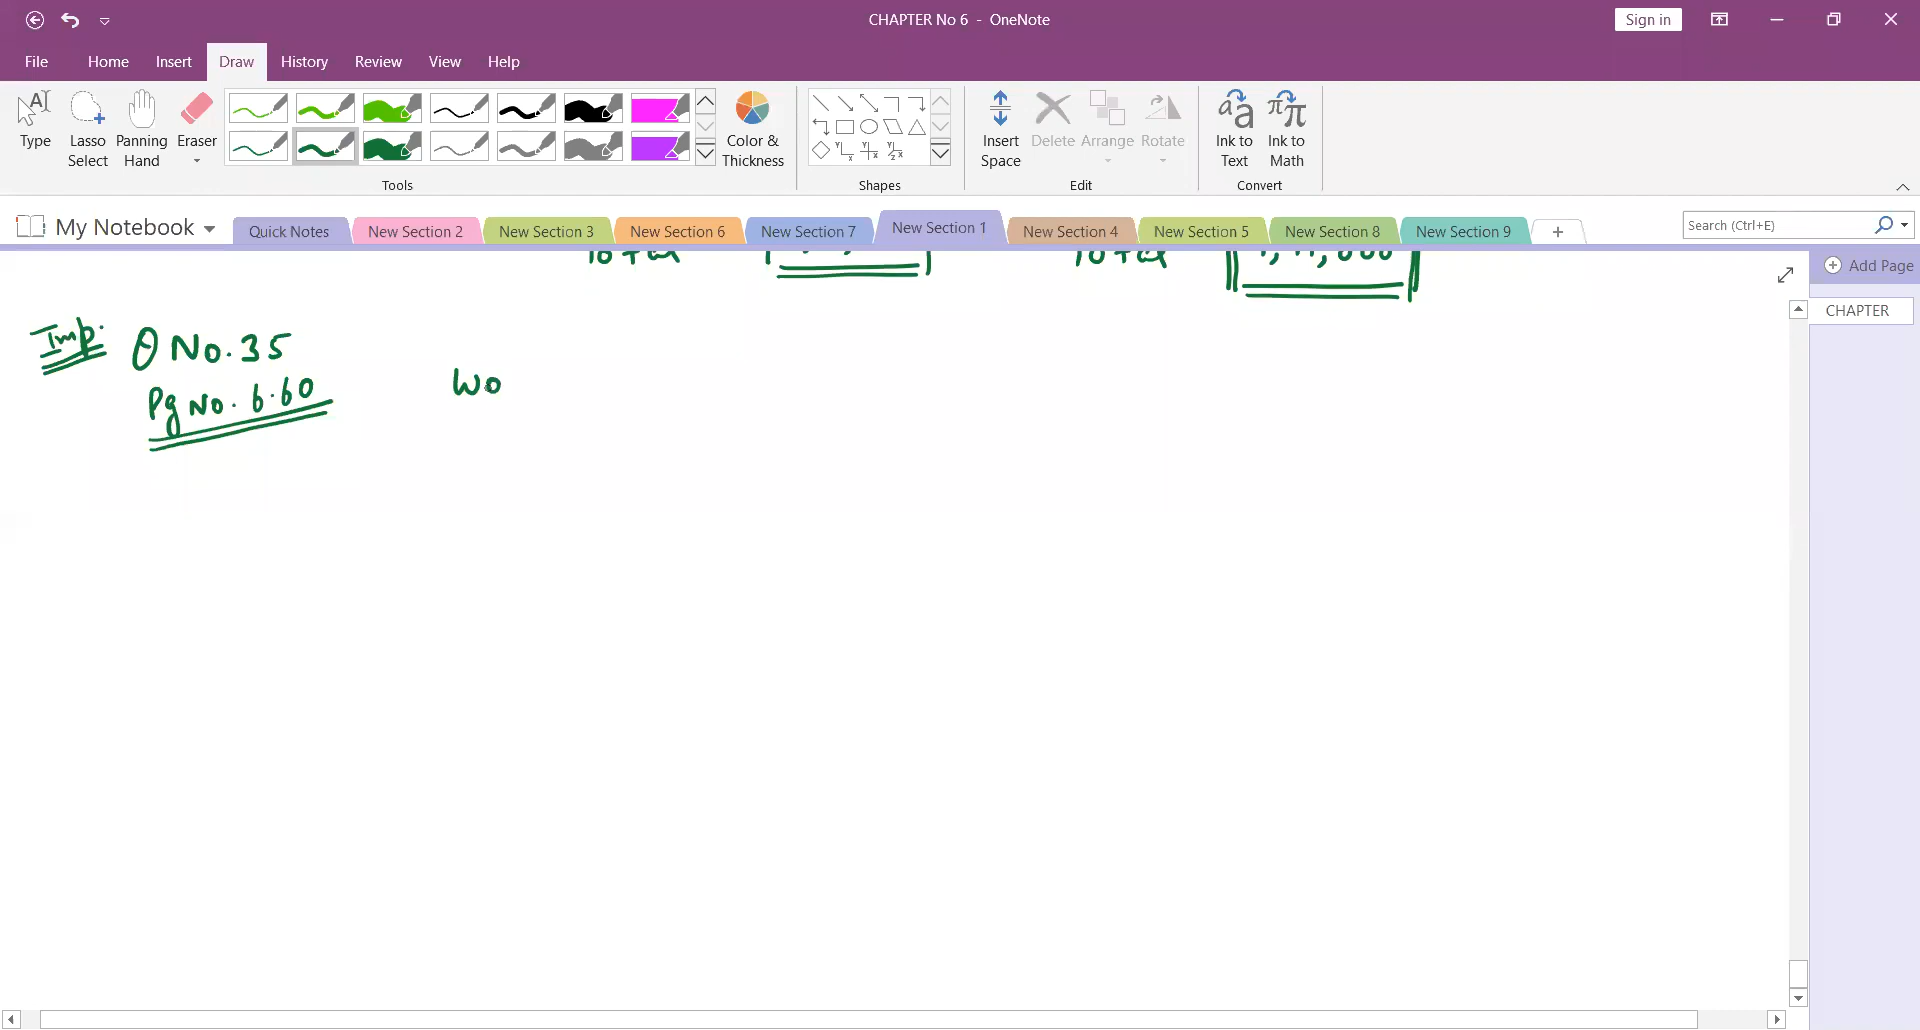 CHAPTER No 6 - OneNote
Sign in
File Home Insert Draw History Review View Help
Type
Lasso Select
Panning Hand
Eraser
Color & Thickness
Insert Space
Delete
Arrange
Rotate
Ink to Text
Ink to Math
Tools
Shapes
Edit
Convert
My Notebook
Quick Notes
New Section 2
New Section 3
New Section 6
New Section 7
New Section 1
New Section 4
New Section 5
New Section 8
New Section 9
Search (Ctrl+E)
Add Page
CHAPTER
Total
Total
Imp.
Q No. 35
Pg No. 6.60
Wo